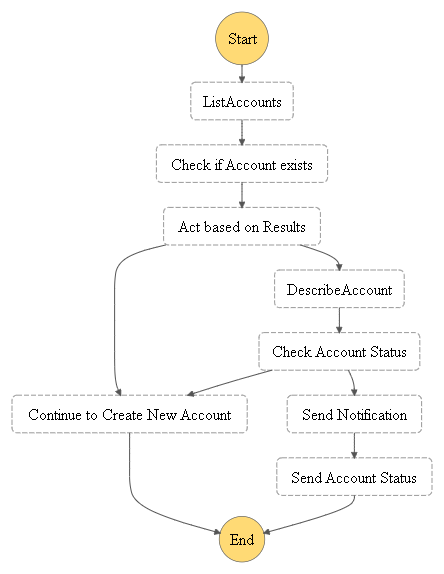 Start
ListAccounts
Check if Account exists
Act based on Results
DescribeAccount
Check Account Status
Continue to Create New Account
Send Notification
Send Account Status
End